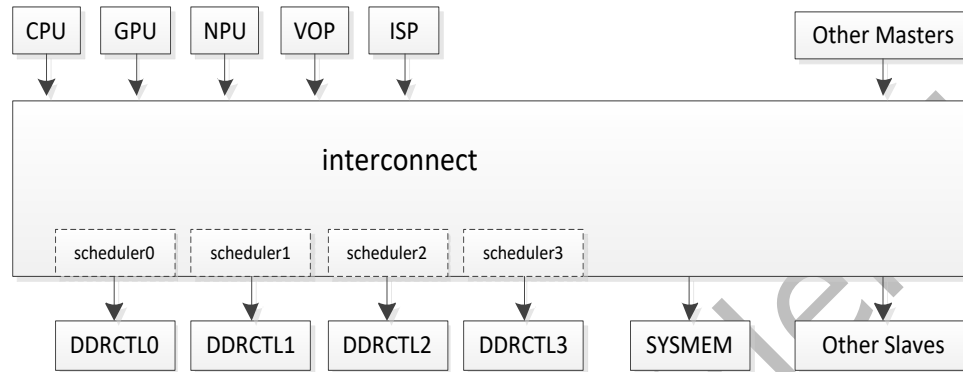 CPU GPU NPU VOP ISP Other Masters
interconnect
scheduler0 scheduler1 scheduler2 scheduler3
DDRCTL0 DDRCTL1 DDRCTL2 DDRCTL3 SYSMEM Other Slaves